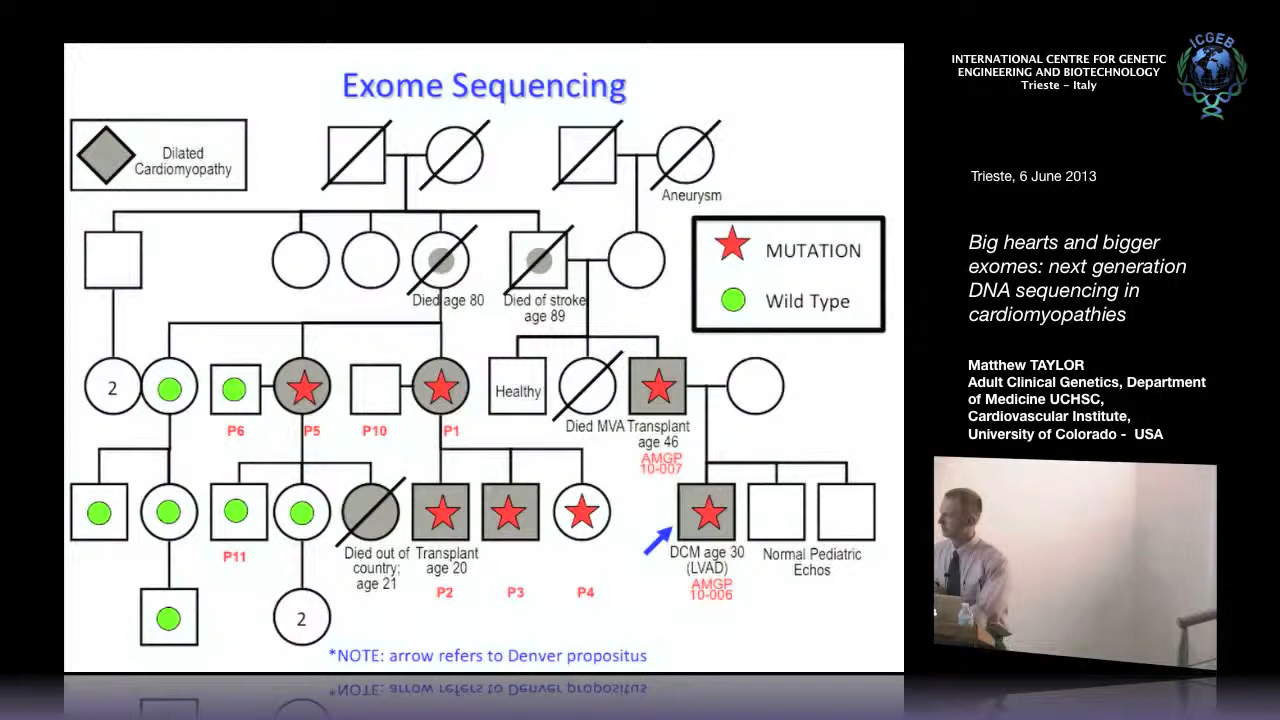 Exome Sequencing
Dilated
Cardiomyopathy
Aneurysm
MUTATION
Wild Type
Died age 80
Died of stroke
age 89
2
Healthy
P6
P5
P10
P1
Died MVA
Transplant
age 46
AMGP
10-007
P11
Died out of
country;
age 21
Transplant
age 20
P2
P3
P4
DCM age 30
(LVAD)
AMGP
10-006
Normal Pediatric
Echos
2
*NOTE: arrow refers to Denver propositus
ICGEB
INTERNATIONAL CENTRE FOR GENETIC
ENGINEERING AND BIOTECHNOLOGY
Trieste - Italy
Trieste, 6 June 2013
Big hearts and bigger
exomes: next generation
DNA sequencing in
cardiomyopathies
Matthew TAYLOR
Adult Clinical Genetics, Department
of Medicine UCHSC,
Cardiovascular Institute,
University of Colorado - USA